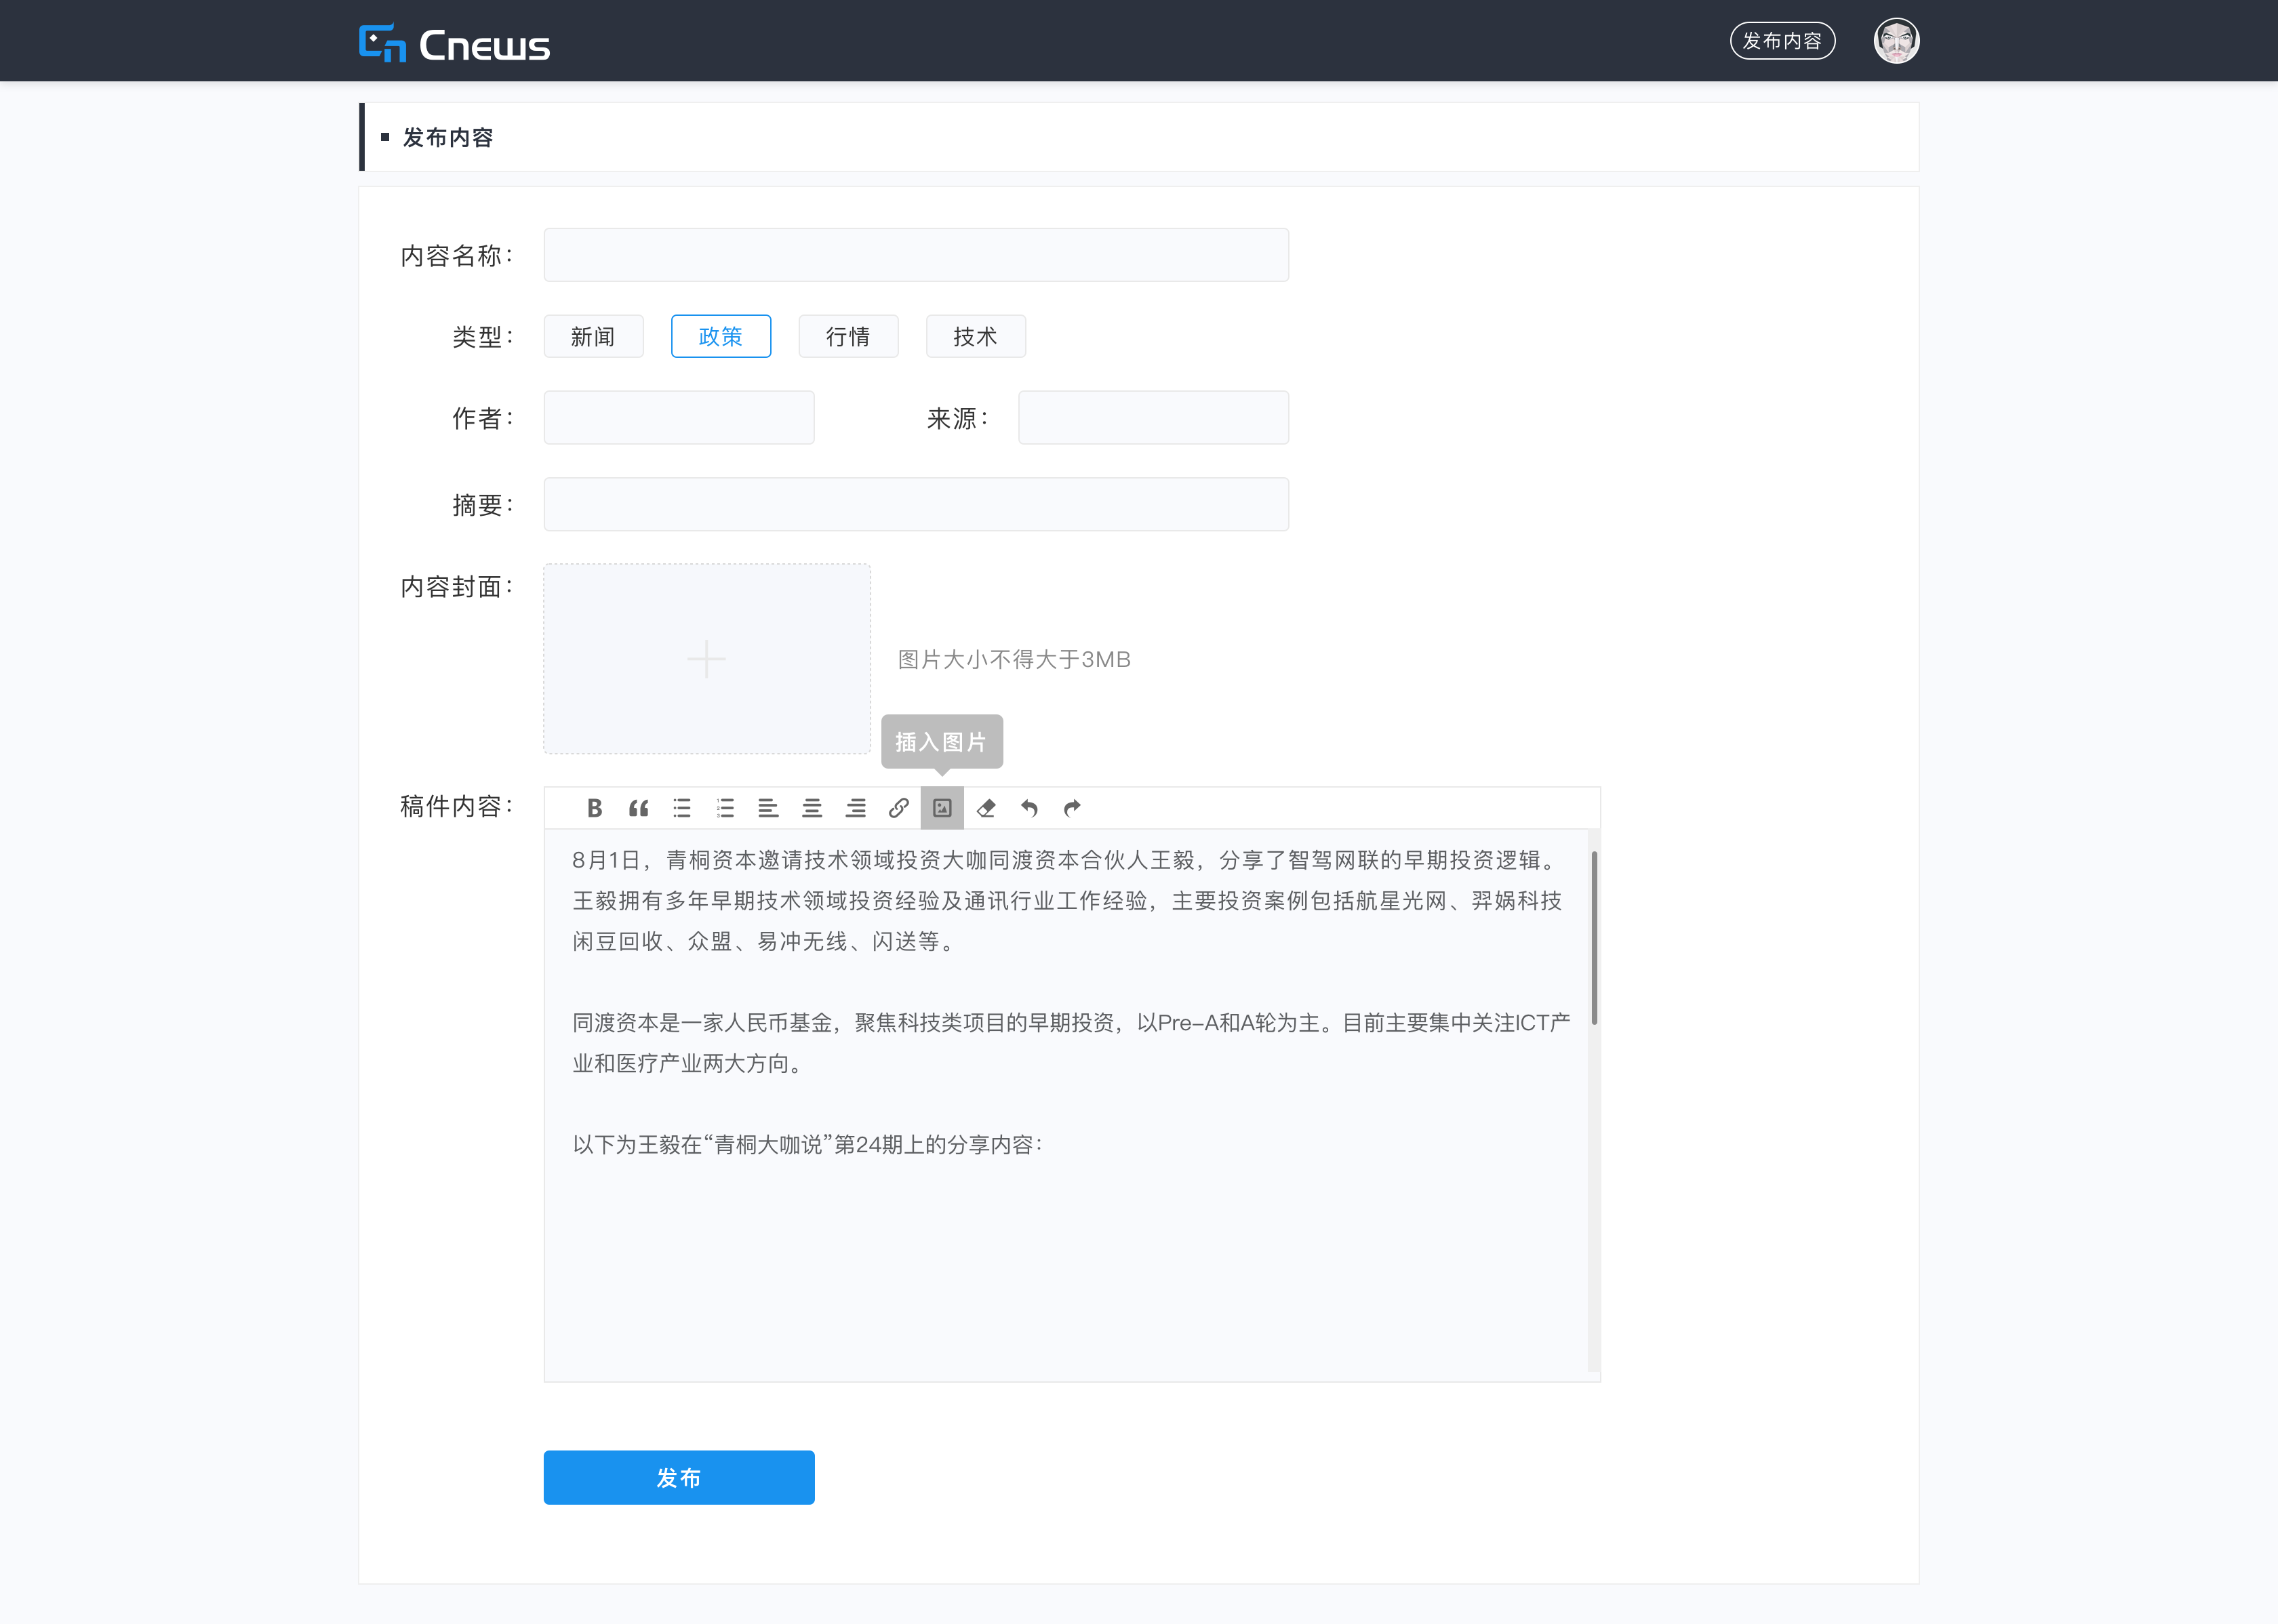 Cnews
发布内容
发布内容
内容名称：
类型：
新闻 政策 行情 技术
作者： 来源：
摘要：
内容封面：
图片大小不得大于3MB
插入图片
稿件内容：
B
8月1日，青桐资本邀请技术领域投资大咖同渡资本合伙人王毅，分享了智驾网联的早期投资逻辑。
王毅拥有多年早期技术领域投资经验及通讯行业工作经验，主要投资案例包括航星光网、羿娲科技
闲豆回收、众盟、易冲无线、闪送等。
同渡资本是一家人民币基金，聚焦科技类项目的早期投资，以Pre-A和A轮为主。目前主要集中关注ICT产
业和医疗产业两大方向。
以下为王毅在“青桐大咖说”第24期上的分享内容：
发布